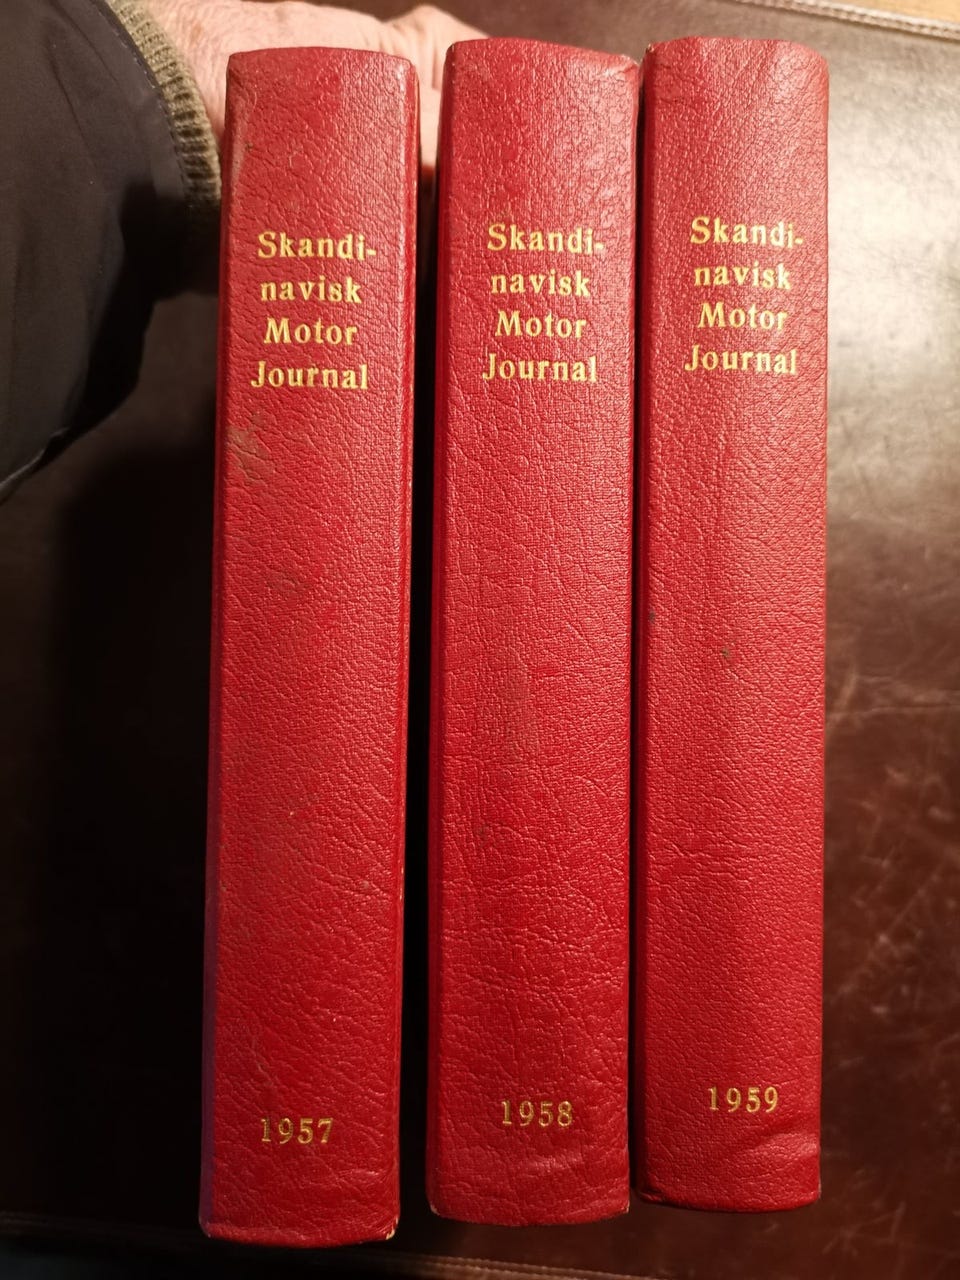 Skandi-
navisk
Motor
Journal
1957
Skandi-
navisk
Motor
Journal
1958
Skandi-
navisk
Motor
Journal
1959